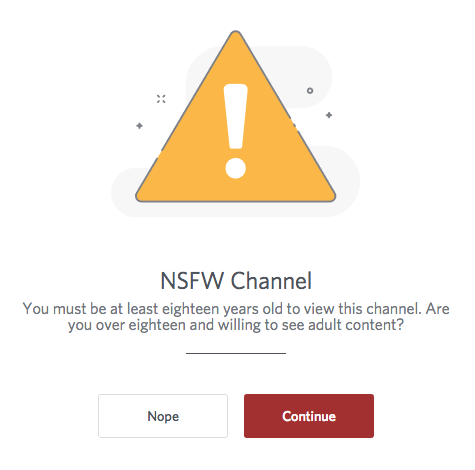 NSFW Channel
You must be at least eighteen years old to view this channel. Are
you over eighteen and willing to see adult content?
Nope
Continue